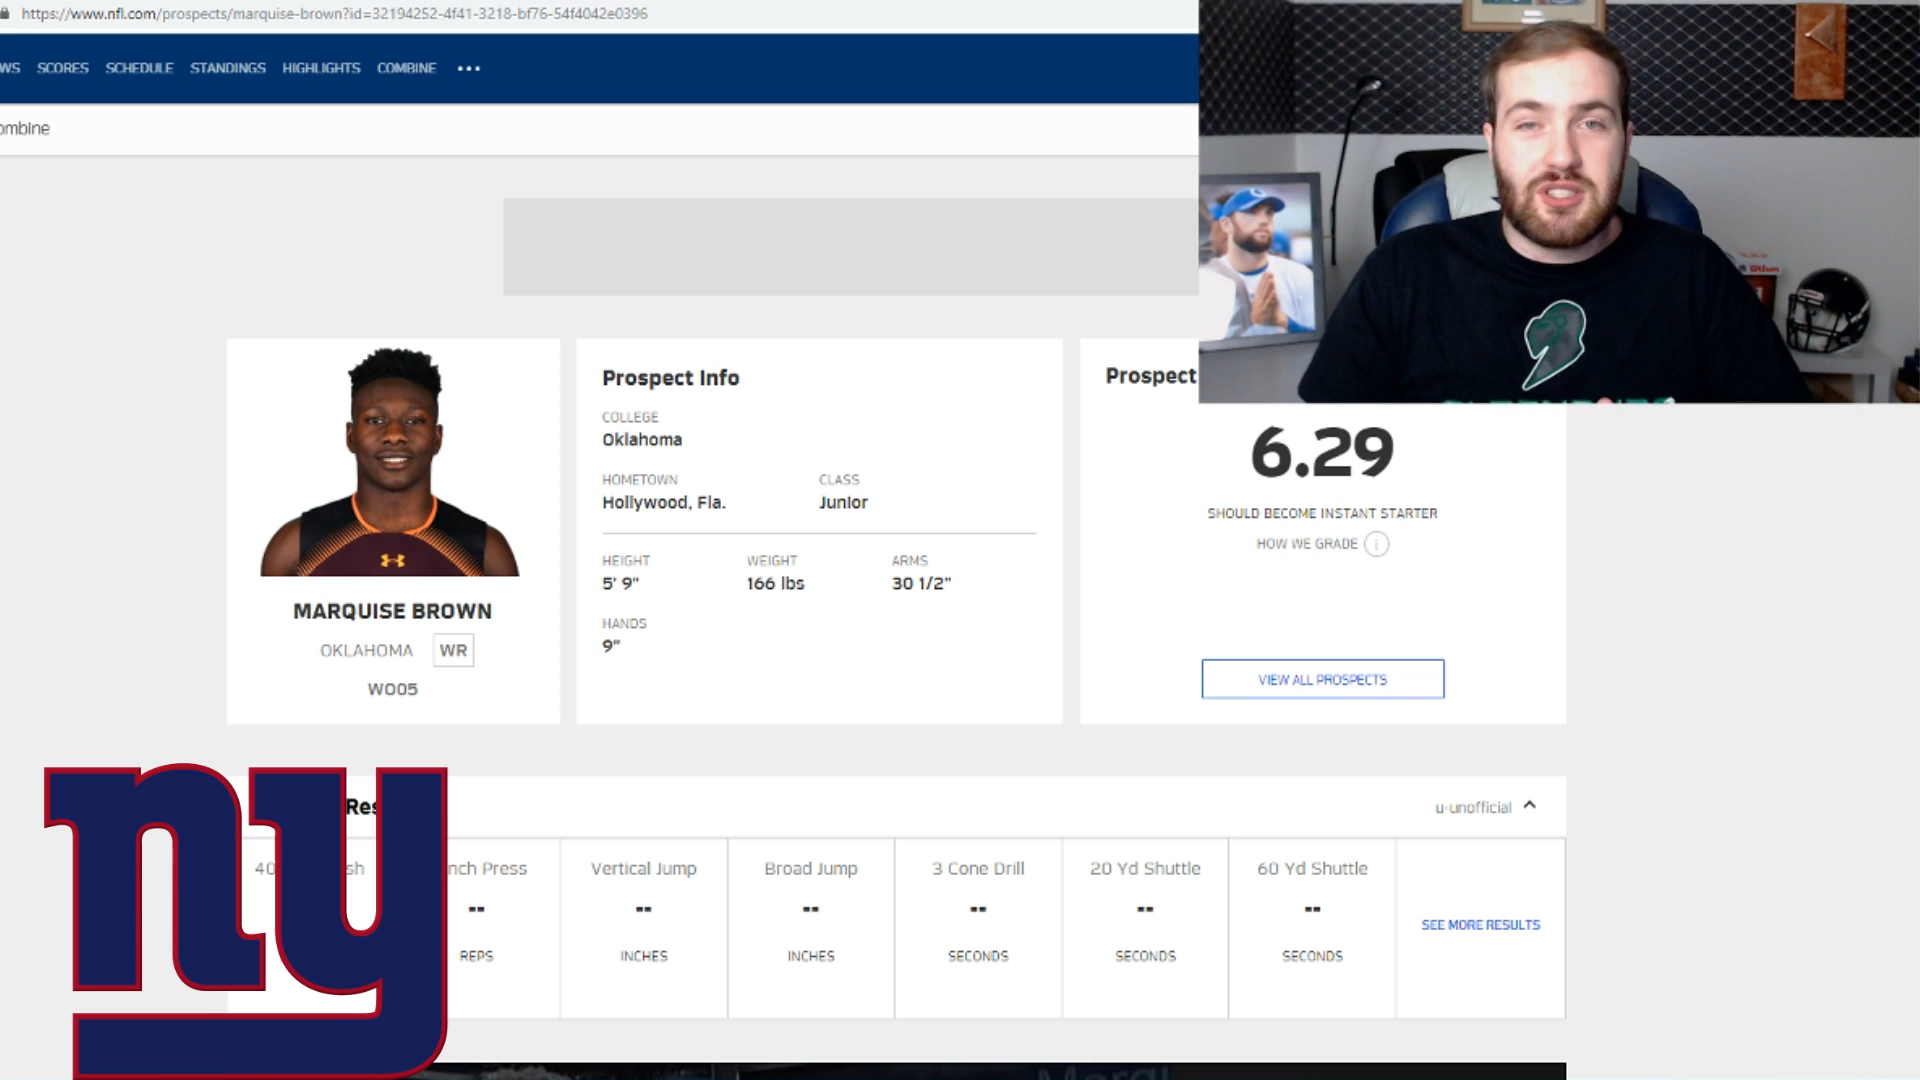 https://www.nfl.com/prospects/marquise-brown?id=32194252-4f41-3218-bf76-54f4042e0396
WS SCORES SCHEDULE STANDINGS HIGHLIGHTS COMBINE •••
ombine
MARQUISE BROWN
OKLAHOMA WR
WO05
Prospect Info
COLLEGE
Oklahoma
HOMETOWN CLASS
Hollywood, Fla. Junior
HEIGHT WEIGHT ARMS
5' 9" 166 lbs 30 1/2"
HANDS
9"
Prospect
6.29
SHOULD BECOME INSTANT STARTER
HOW WE GRADE i
VIEW ALL PROSPECTS
Wilson
ny
Res
u-unofficial
40 sh nch Press Vertical Jump Broad Jump 3 Cone Drill 20 Yd Shuttle 60 Yd Shuttle
-- -- -- -- -- --
REPS INCHES INCHES SECONDS SECONDS SECONDS
SEE MORE RESULTS